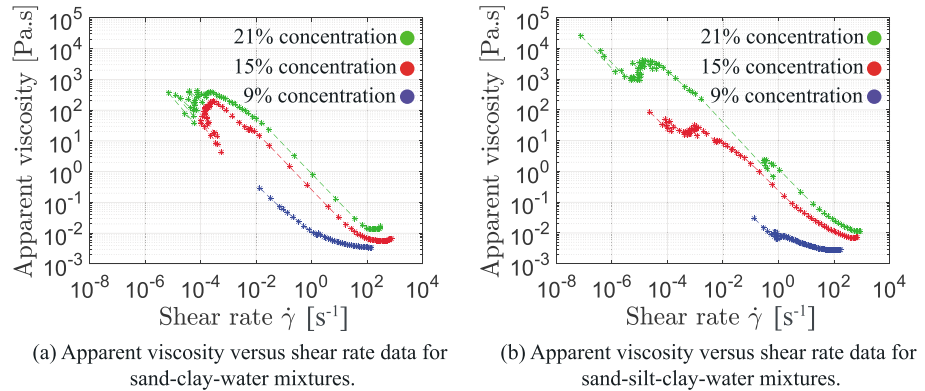 Apparent viscosity [Pa.s]
10^5
10^4
10^3
10^2
10^1
10^0
10^-1
10^-2
10^-3
21% concentration
15% concentration
9% concentration
10^-8 10^-6 10^-4 10^-2 10^0 10^2 10^4
Shear rate γ̇ [s^-1]
(a) Apparent viscosity versus shear rate data for
sand-clay-water mixtures.
Apparent viscosity [Pa.s]
10^5
10^4
10^3
10^2
10^1
10^0
10^-1
10^-2
10^-3
21% concentration
15% concentration
9% concentration
10^-8 10^-6 10^-4 10^-2 10^0 10^2 10^4
Shear rate γ̇ [s^-1]
(b) Apparent viscosity versus shear rate data for
sand-silt-clay-water mixtures.